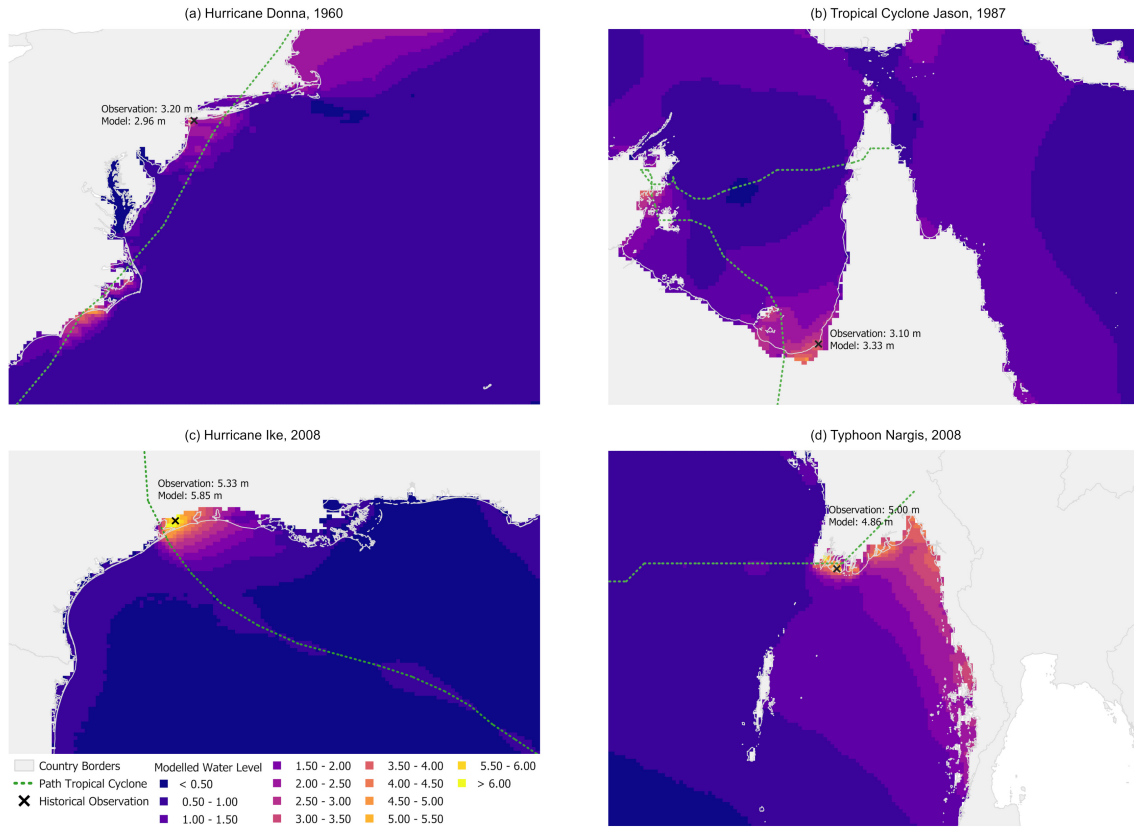 (a) Hurricane Donna, 1960
Observation: 3.20 m
Model: 2.96 m
(b) Tropical Cyclone Jason, 1987
Observation: 3.10 m
Model: 3.33 m
(c) Hurricane Ike, 2008
Observation: 5.33 m
Model: 5.85 m
(d) Typhoon Nargis, 2008
Observation: 5.00 m
Model: 4.86 m
Country Borders
Path Tropical Cyclone
Historical Observation
Modelled Water Level
< 0.50
0.50 - 1.00
1.00 - 1.50
1.50 - 2.00
2.00 - 2.50
2.50 - 3.00
3.00 - 3.50
3.50 - 4.00
4.00 - 4.50
4.50 - 5.00
5.00 - 5.50
5.50 - 6.00
> 6.00